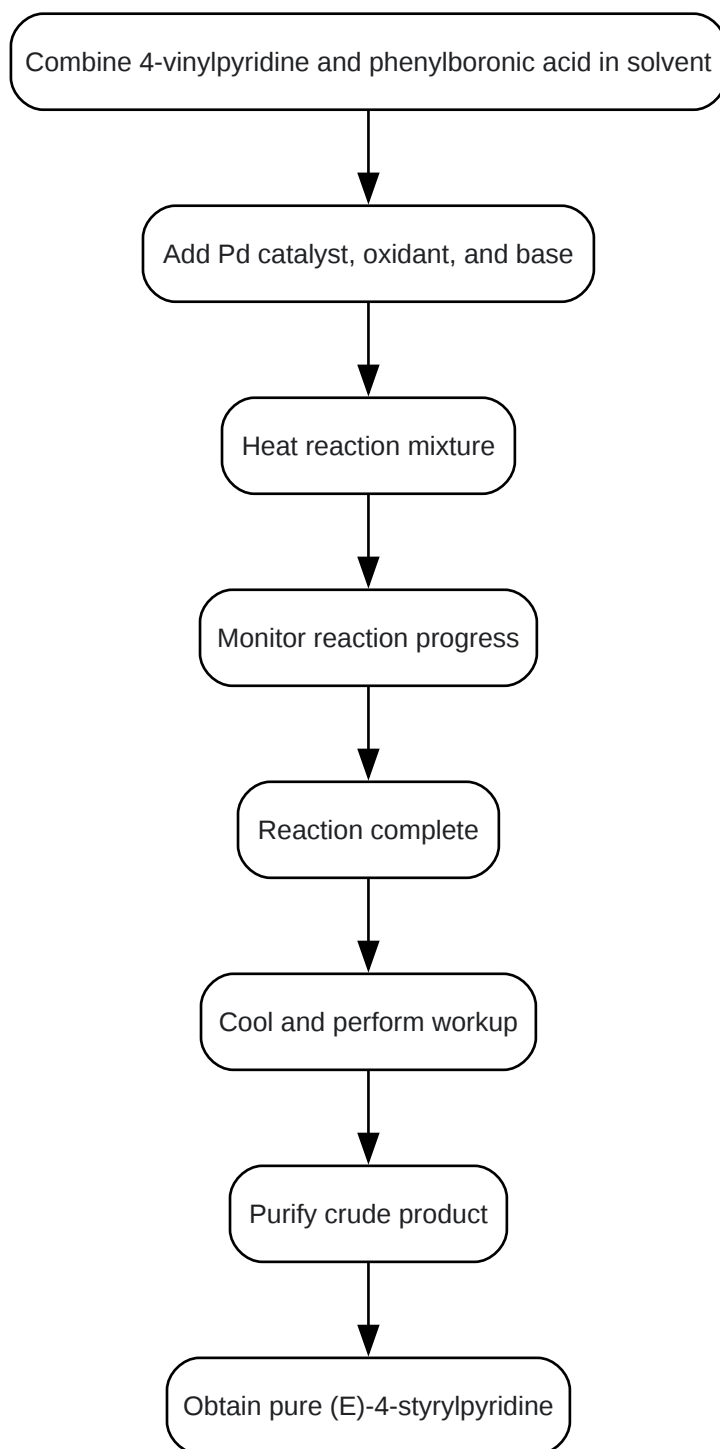 Combine 4-vinylpyridine and phenylboronic acid in solvent
Add Pd catalyst, oxidant, and base
Heat reaction mixture
Monitor reaction progress
Reaction complete
Cool and perform workup
Purify crude product
Obtain pure (E)-4-styrylpyridine